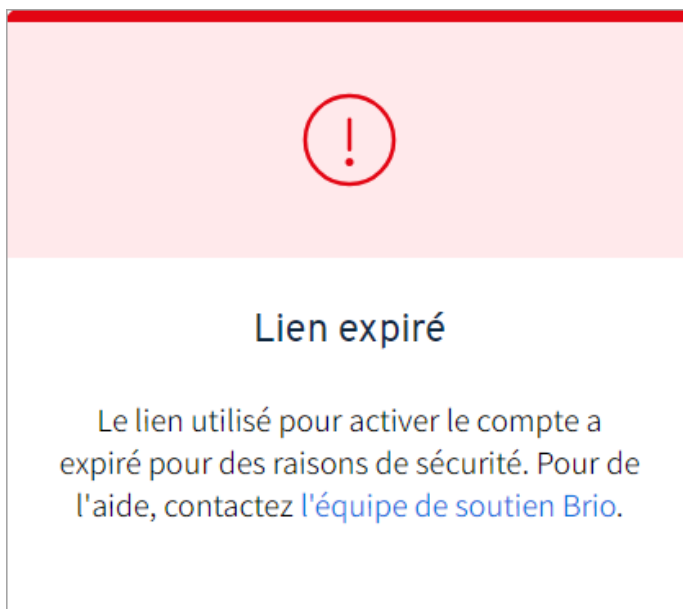 Lien expiré
Le lien utilisé pour activer le compte a
expiré pour des raisons de sécurité. Pour de
l'aide, contactez l'équipe de soutien Brio.